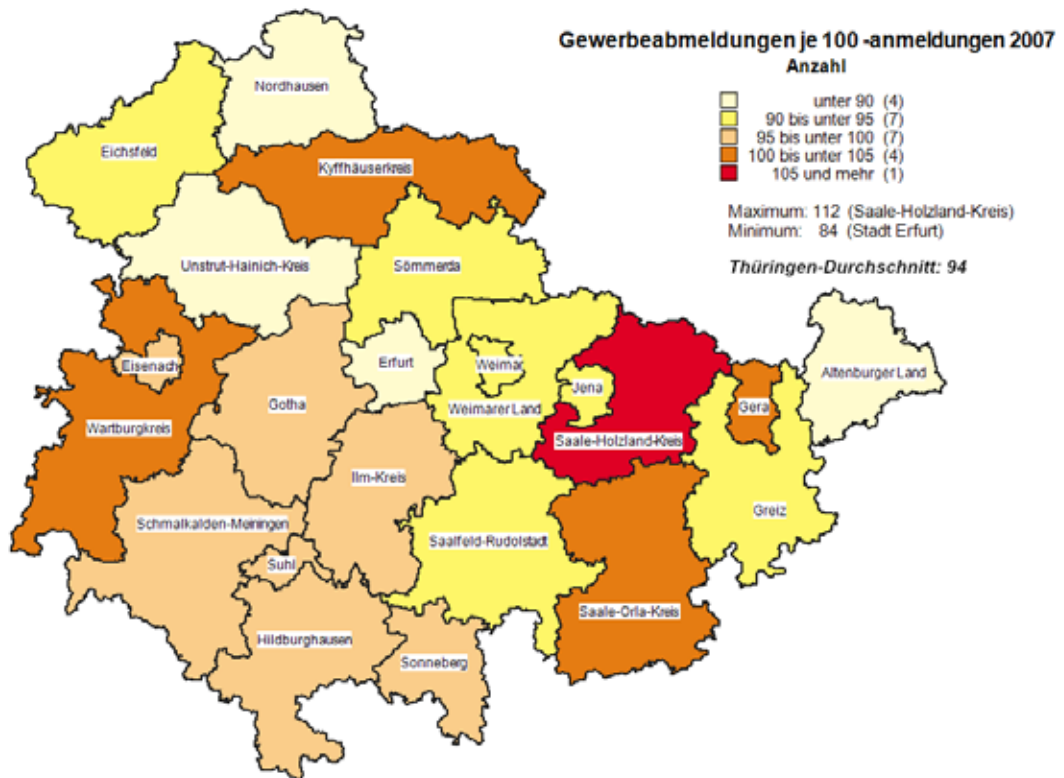 Gewerbeabmeldungen je 100 -anmeldungen 2007
Anzahl
unter 90 (4)
90 bis unter 95 (7)
95 bis unter 100 (7)
100 bis unter 105 (4)
105 und mehr (1)
Maximum: 112 (Saale-Holzland-Kreis)
Minimum: 84 (Stadt Erfurt)
Thüringen-Durchschnitt: 94
Nordhausen
Eichsfeld
Kyffhäuserkreis
Unstrut-Hainich-Kreis
Sömmerda
Eisenach
Erfurt
Weimar
Altenburger Land
Jena
Gotha
Weimarer Land
Gera
Wartburgkreis
Saale-Holzland-Kreis
Ilm-Kreis
Greiz
Schmalkalden-Meiningen
Saalfeld-Rudolstadt
Suhl
Saale-Orla-Kreis
Hildburghausen
Sonneberg